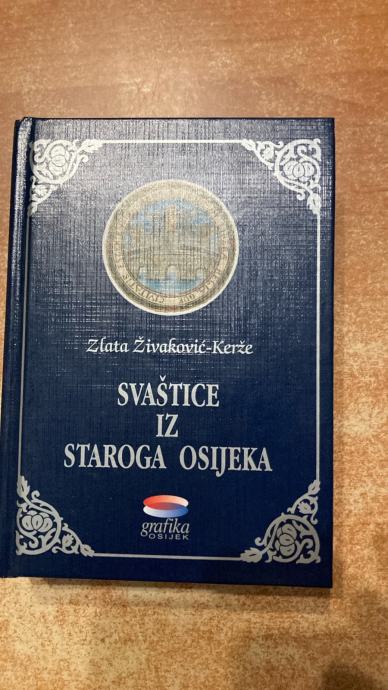 Zlata Živaković-Kerže
SVAŠTICE
IZ
STAROGA OSIJEKA
grafika
OSIJEK